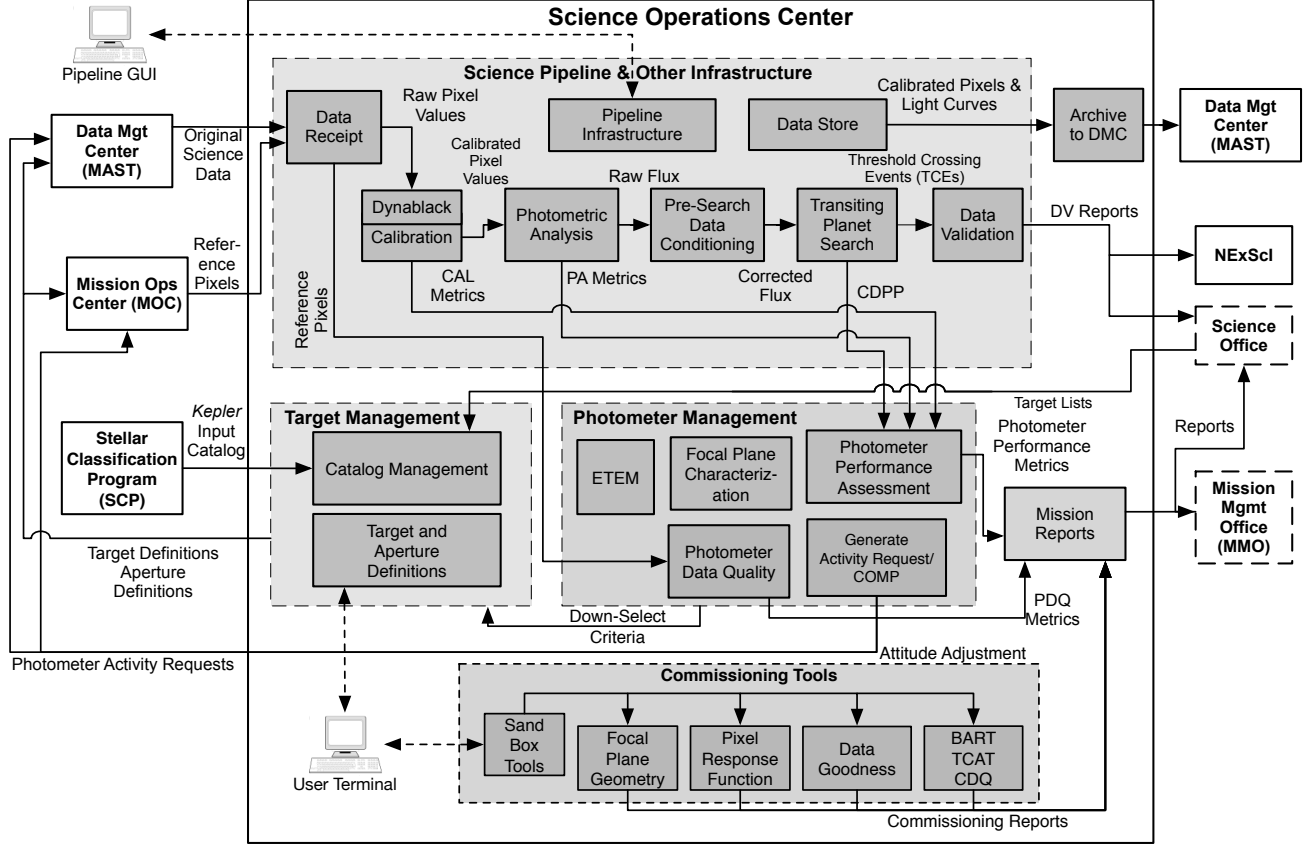 Science Operations Center
Pipeline GUI
Science Pipeline & Other Infrastructure
Data Mgt
Center
(MAST)
Original
Science
Data
Data
Receipt
Raw Pixel
Values
Pipeline
Infrastructure
Data Store
Calibrated Pixels &
Light Curves
Archive
to DMC
Data Mgt
Center
(MAST)
Calibrated
Pixel
Values
Raw Flux
Threshold Crossing
Events (TCEs)
Dynablack
Calibration
Photometric
Analysis
Pre-Search
Data
Conditioning
Transiting
Planet
Search
Data
Validation
DV Reports
Refer-
ence
Pixels
Mission Ops
Center (MOC)
Reference
Pixels
CAL
Metrics
PA Metrics
Corrected
Flux
CDPP
NExScI
Science
Office
Kepler
Input
Catalog
Stellar
Classification
Program
(SCP)
Target Management
Catalog Management
Target and
Aperture
Definitions
Target Definitions
Aperture
Definitions
Photometer Management
ETEM
Focal Plane
Characteriz-
ation
Photometer
Performance
Assessment
Photometer
Data Quality
Generate
Activity Request/
COMP
Target Lists
Photometer
Performance
Metrics
Reports
Mission
Reports
Mission
Mgmt
Office
(MMO)
Down-Select
Criteria
PDQ
Metrics
Photometer Activity Requests
Attitude Adjustment
Commissioning Tools
User Terminal
Sand
Box
Tools
Focal
Plane
Geometry
Pixel
Response
Function
Data
Goodness
BART
TCAT
CDQ
Commissioning Reports